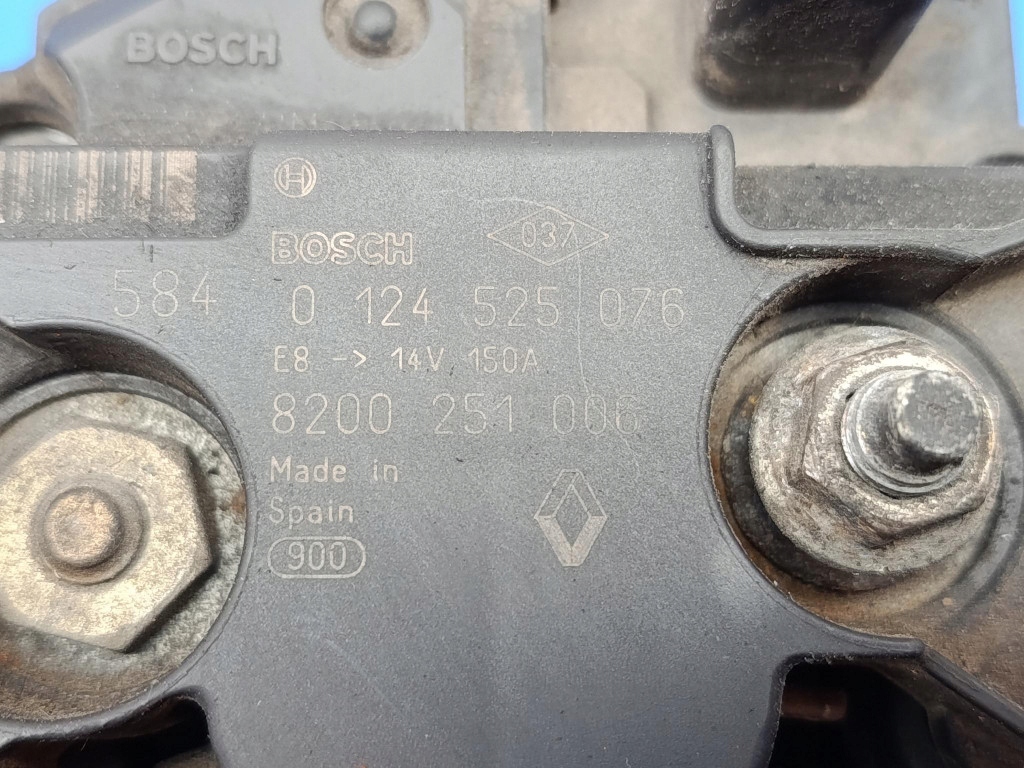 BOSCH
BOSCH
037
584 0 124 525 076
E8 -> 14V 150A
8200 251 006
Made in
Spain
900